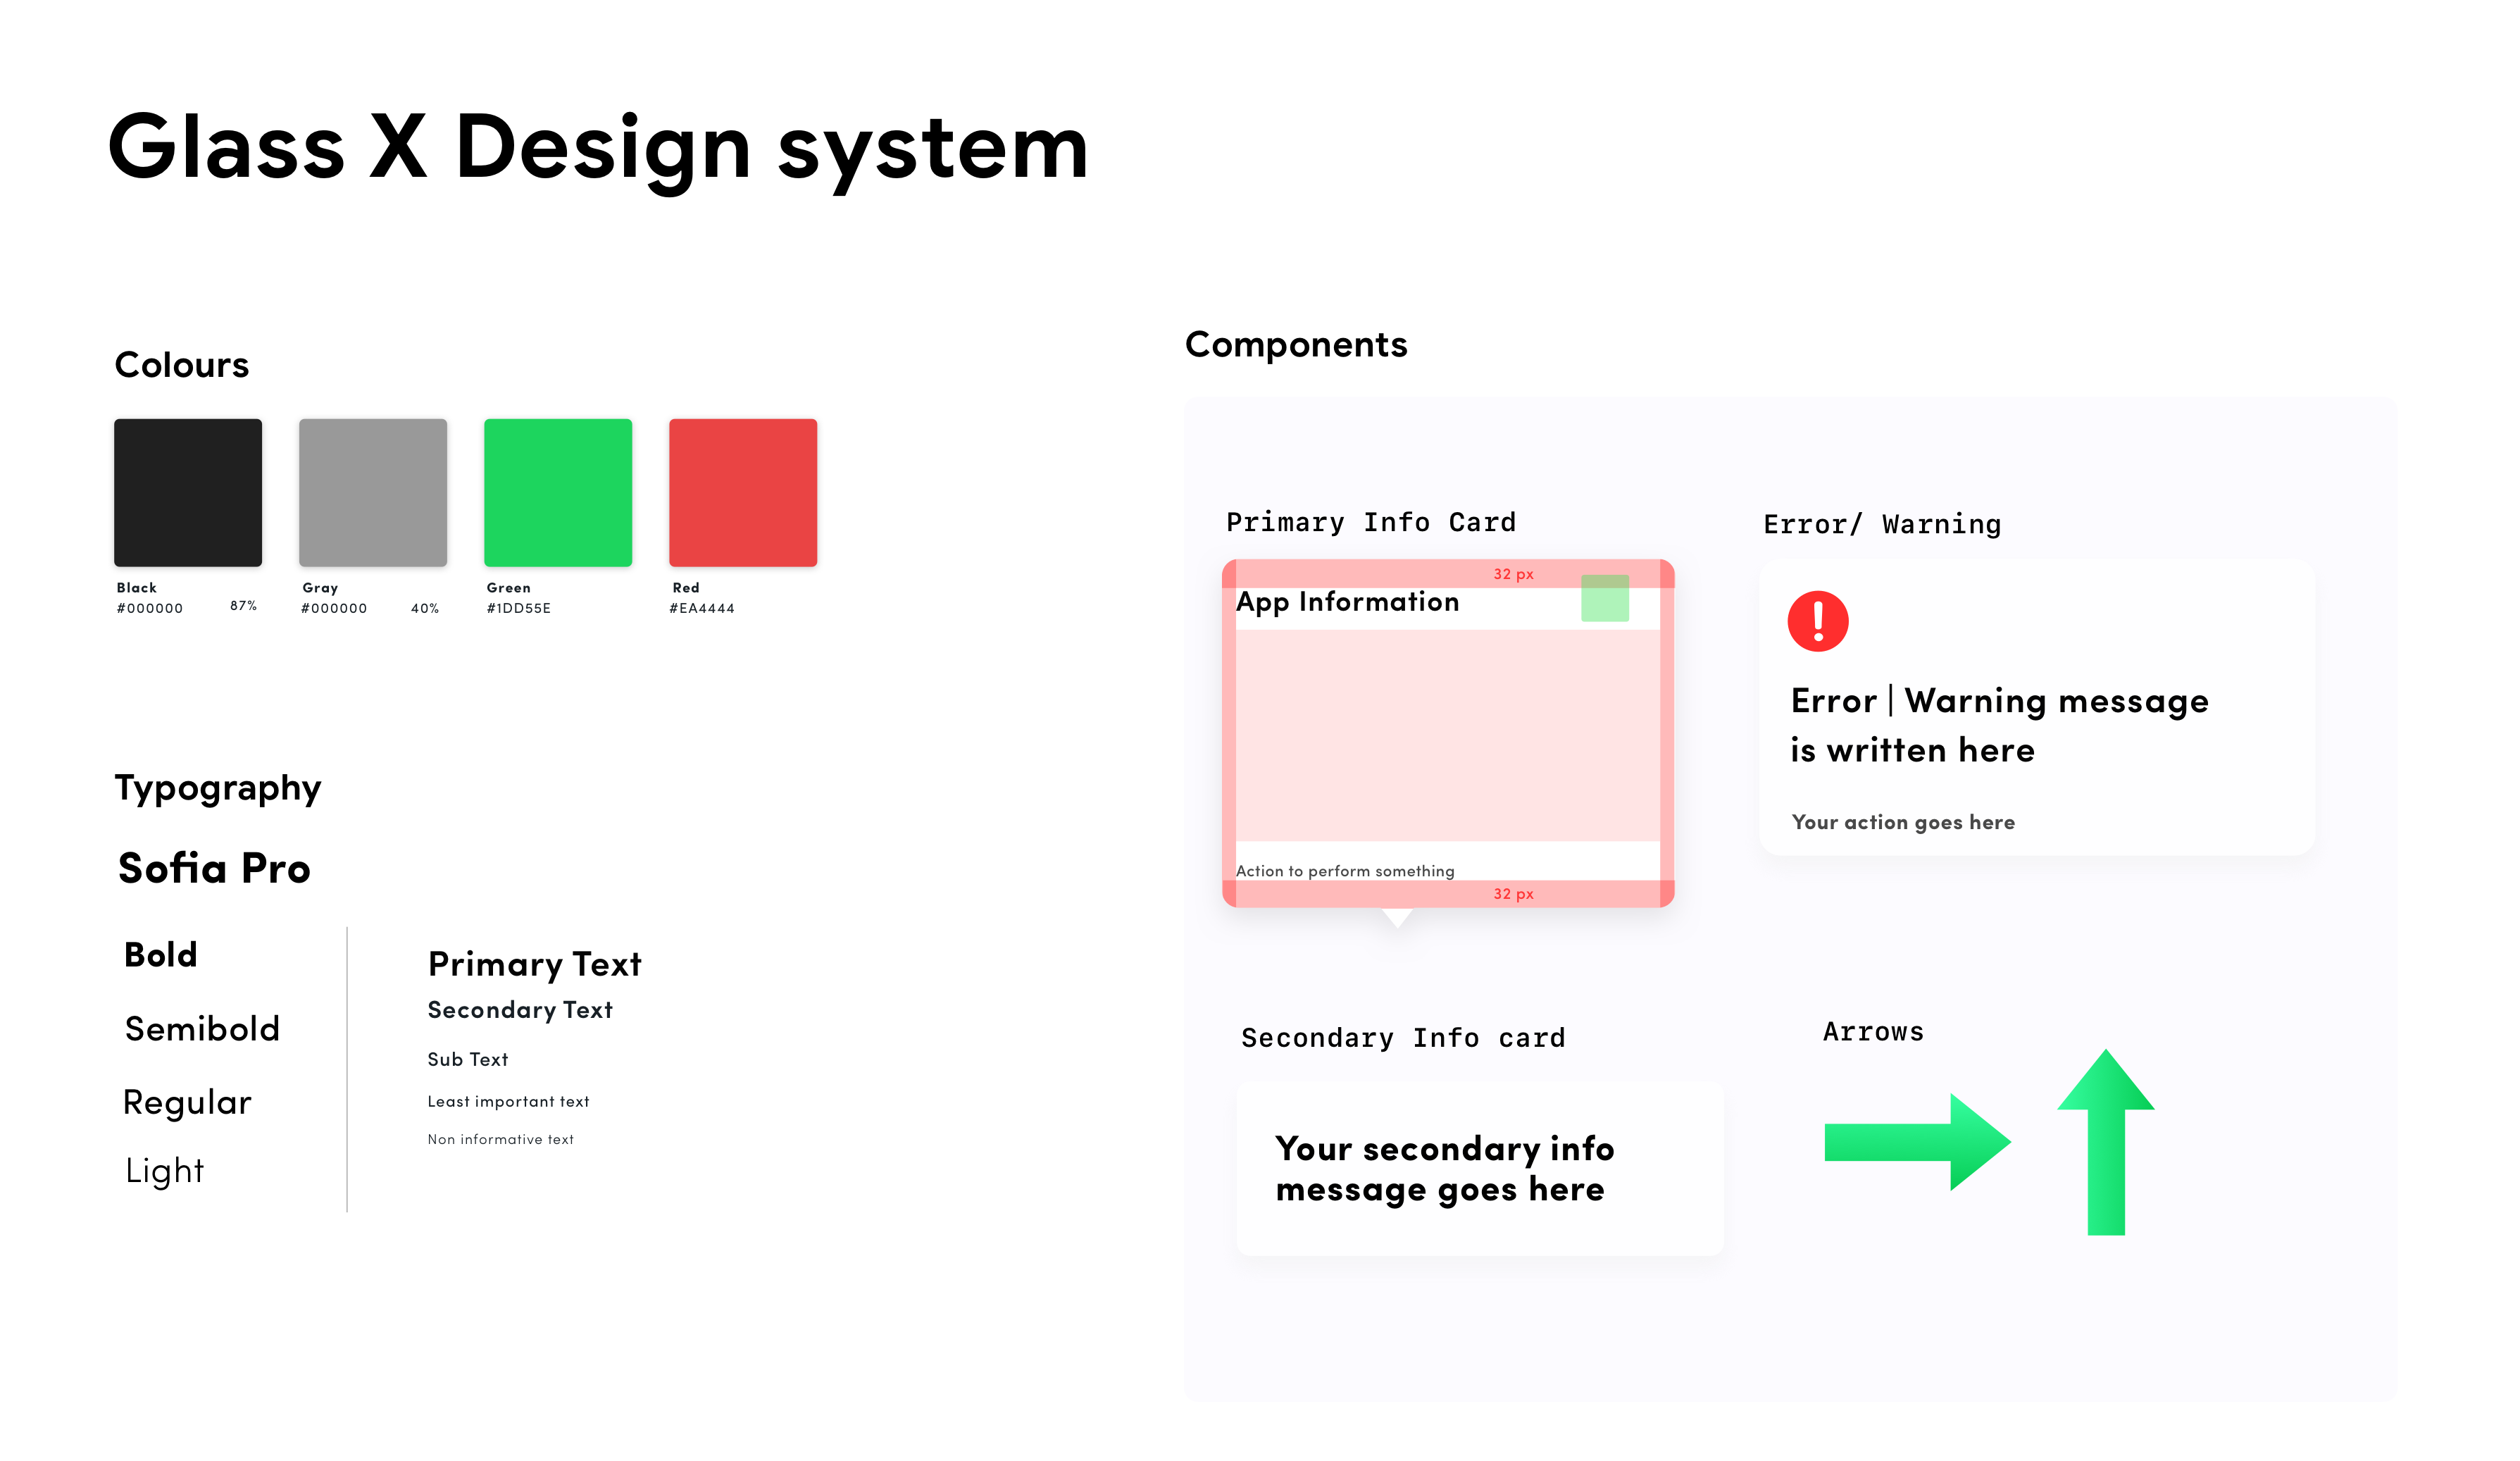 Glass X Design system
Colours
Black
#000000 87%
Gray
#000000 40%
Green
#1DD55E
Red
#EA4444
Typography
Sofia Pro
Bold
Semibold
Regular
Light
Primary Text
Secondary Text
Sub Text
Least important text
Non informative text
Components
Primary Info Card
32 px
App Information
Action to perform something
32 px
Error/ Warning
Error | Warning message
is written here
Your action goes here
Secondary Info card
Your secondary info
message goes here
Arrows